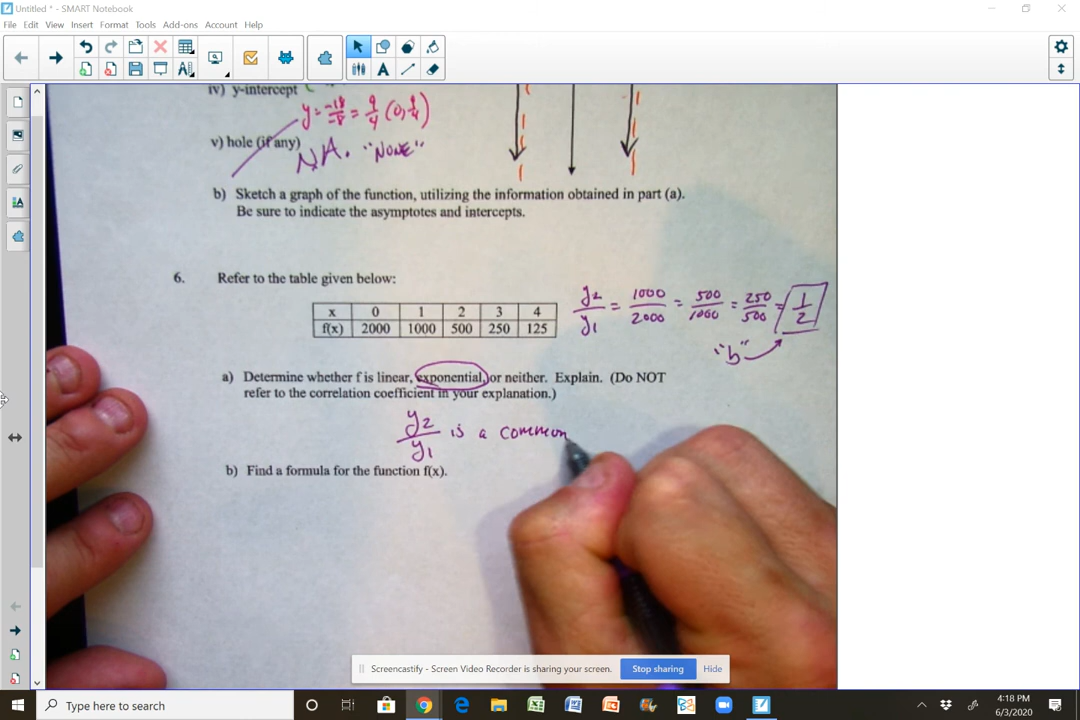 Untitled * - SMART Notebook
File Edit View Insert Format Tools Add-ons Account Help
iv) y-intercept
y = -18/-8 = 9/4 (0, 9/4)
v) hole (if any)
NA. "NONE"
b) Sketch a graph of the function, utilizing the information obtained in part (a).
Be sure to indicate the asymptotes and intercepts.
6. Refer to the table given below:
x 0 1 2 3 4
f(x) 2000 1000 500 250 125
y2/y1 = 1000/2000 = 500/1000 = 250/500 = 1/2
"b"
a) Determine whether f is linear, exponential, or neither. Explain. (Do NOT
refer to the correlation coefficient in your explanation.)
y2/y1 is a common
b) Find a formula for the function f(x).
Screencastify - Screen Video Recorder is sharing your screen. Stop sharing Hide
Type here to search
4:18 PM
6/3/2020